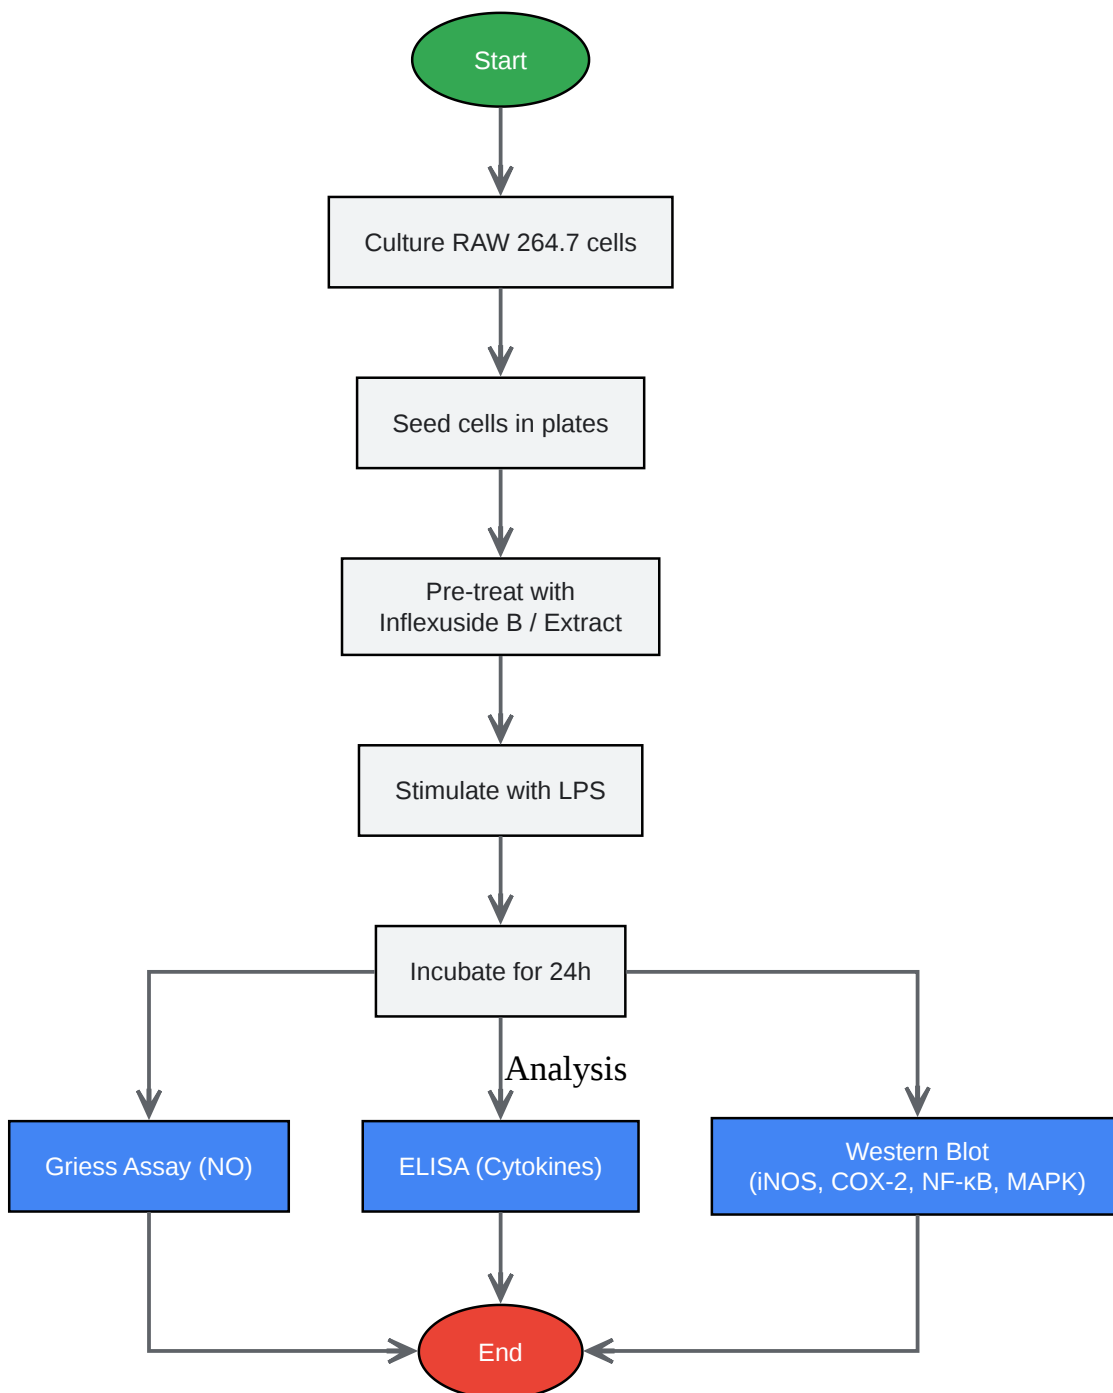 Start
Culture RAW 264.7 cells
Seed cells in plates
Pre-treat with
Inflexuside B / Extract
Stimulate with LPS
Incubate for 24h
Analysis
Griess Assay (NO)
ELISA (Cytokines)
Western Blot
(iNOS, COX-2, NF-κB, MAPK)
End